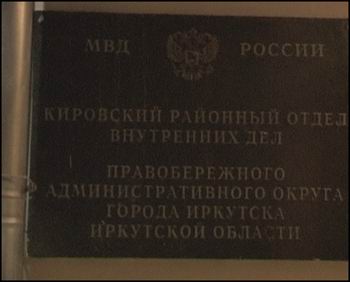 МВД РОССИИ
КИРОВСКИЙ РАЙОННЫЙ ОТДЕЛ
ВНУТРЕННИХ ДЕЛ
ПРАВОБЕРЕЖНОГО
АДМИНИСТРАТИВНОГО ОКРУГА
ГОРОДА ИРКУТСКА
ИРКУТСКОЙ ОБЛАСТИ